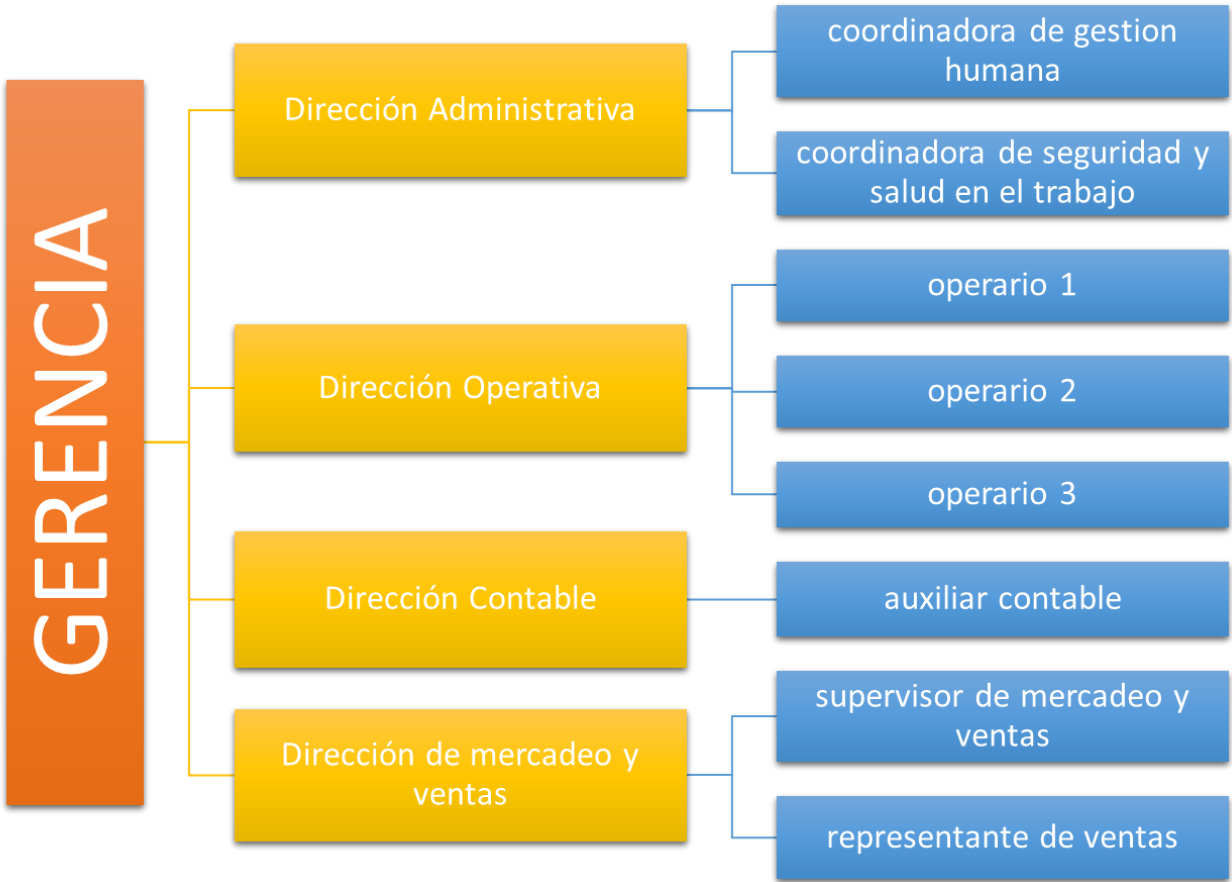 GERENCIA
Dirección Administrativa
coordinadora de gestion
humana
coordinadora de seguridad y
salud en el trabajo
Dirección Operativa
operario 1
operario 2
operario 3
Dirección Contable
auxiliar contable
Dirección de mercadeo y
ventas
supervisor de mercadeo y
ventas
representante de ventas